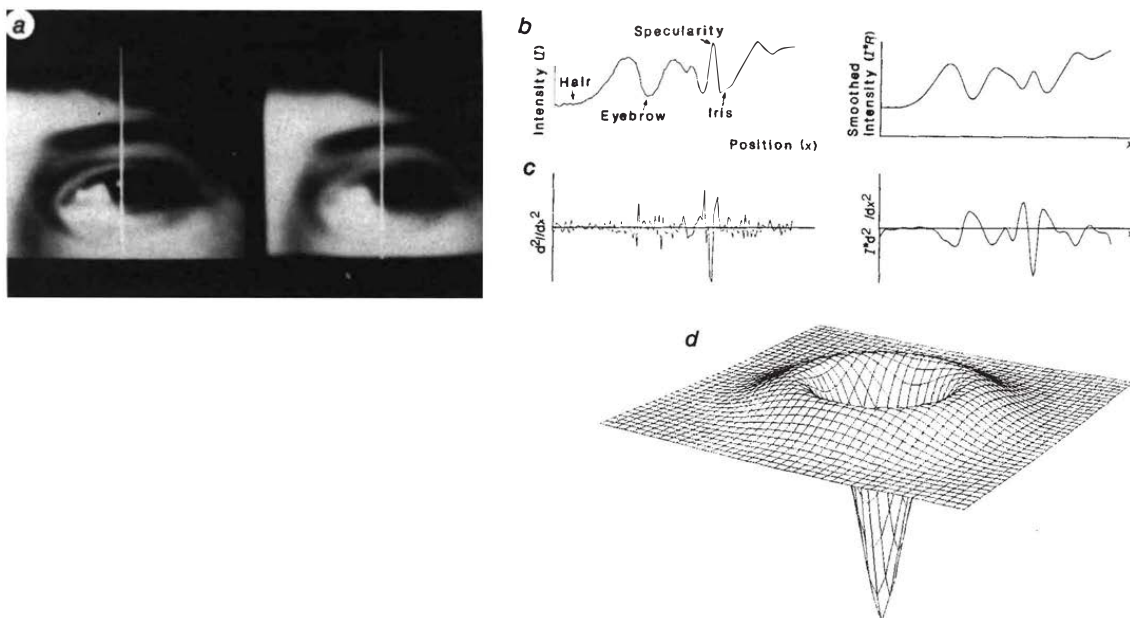 a
b
Intensity (I)
Hair
Eyebrow
Specularity
Iris
Position (x)
Smoothed
Intensity (I*R)
x
c
d²I/dx²
I*d²/dx²
d